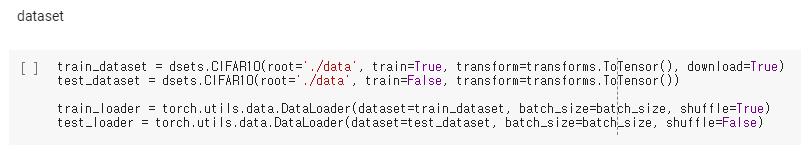 dataset
[ ] train_dataset = dsets.CIFAR10(root='./data', train=True, transform=transforms.ToTensor(), download=True)
test_dataset = dsets.CIFAR10(root='./data', train=False, transform=transforms.ToTensor())
train_loader = torch.utils.data.DataLoader(dataset=train_dataset, batch_size=batch_size, shuffle=True)
test_loader = torch.utils.data.DataLoader(dataset=test_dataset, batch_size=batch_size, shuffle=False)